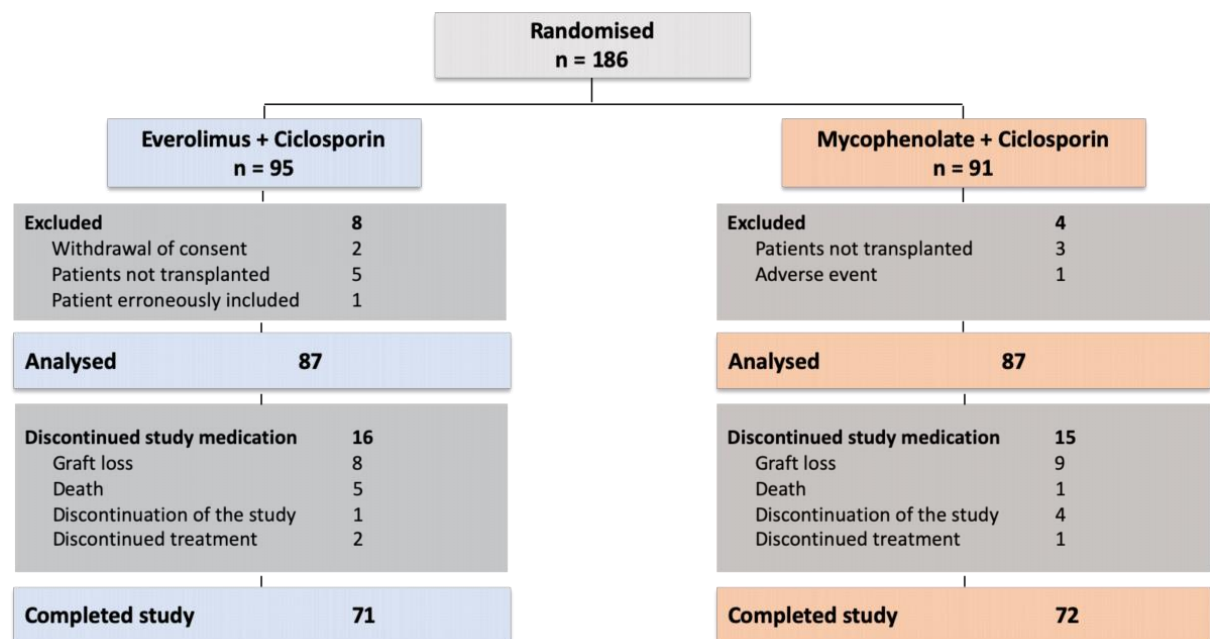 Randomised
n = 186
Everolimus + Ciclosporin
n = 95
Mycophenolate + Ciclosporin
n = 91
Excluded 8
Withdrawal of consent 2
Patients not transplanted 5
Patient erroneously included 1
Excluded 4
Patients not transplanted 3
Adverse event 1
Analysed 87
Analysed 87
Discontinued study medication 16
Graft loss 8
Death 5
Discontinuation of the study 1
Discontinued treatment 2
Discontinued study medication 15
Graft loss 9
Death 1
Discontinuation of the study 4
Discontinued treatment 1
Completed study 71
Completed study 72